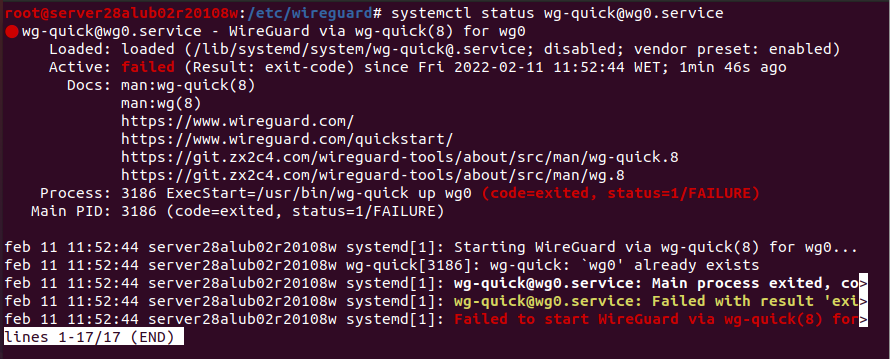 root@server28alub02r20108w:/etc/wireguard# systemctl status wg-quick@wg0.service
● wg-quick@wg0.service - WireGuard via wg-quick(8) for wg0
Loaded: loaded (/lib/systemd/system/wg-quick@.service; disabled; vendor preset: enabled)
Active: failed (Result: exit-code) since Fri 2022-02-11 11:52:44 WET; 1min 46s ago
Docs: man:wg-quick(8)
man:wg(8)
https://www.wireguard.com/
https://www.wireguard.com/quickstart/
https://git.zx2c4.com/wireguard-tools/about/src/man/wg-quick.8
https://git.zx2c4.com/wireguard-tools/about/src/man/wg.8
Process: 3186 ExecStart=/usr/bin/wg-quick up wg0 (code=exited, status=1/FAILURE)
Main PID: 3186 (code=exited, status=1/FAILURE)
feb 11 11:52:44 server28alub02r20108w systemd[1]: Starting WireGuard via wg-quick(8) for wg0...
feb 11 11:52:44 server28alub02r20108w wg-quick[3186]: wg-quick: `wg0' already exists
feb 11 11:52:44 server28alub02r20108w systemd[1]: wg-quick@wg0.service: Main process exited, co>
feb 11 11:52:44 server28alub02r20108w systemd[1]: wg-quick@wg0.service: Failed with result 'exi>
feb 11 11:52:44 server28alub02r20108w systemd[1]: Failed to start WireGuard via wg-quick(8) for>
lines 1-17/17 (END)